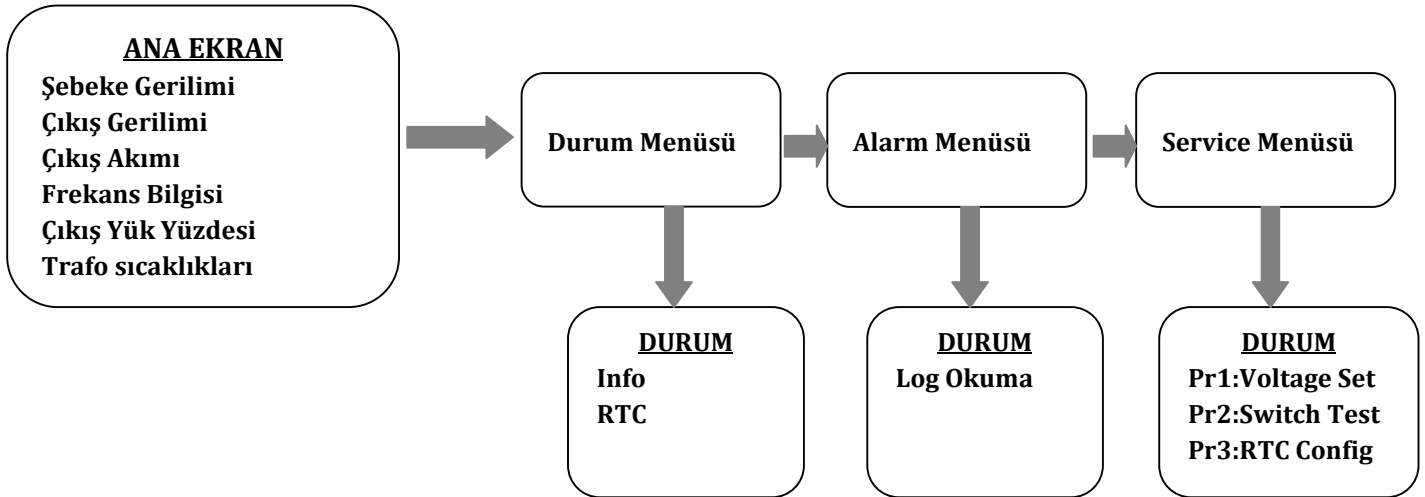 ANA EKRAN
Şebeke Gerilimi
Çıkış Gerilimi
Çıkış Akımı
Frekans Bilgisi
Çıkış Yük Yüzdesi
Trafo sıcaklıkları
Durum Menüsü
Alarm Menüsü
Service Menüsü
DURUM
Info
RTC
DURUM
Log Okuma
DURUM
Pr1:Voltage Set
Pr2:Switch Test
Pr3:RTC Config